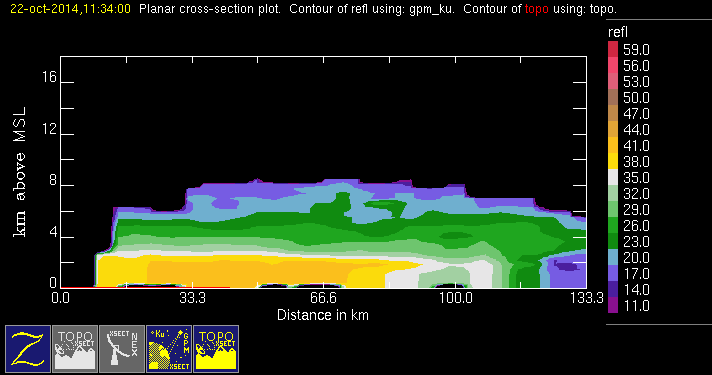 22-oct-2014,11:34:00 Planar cross-section plot. Contour of refl using: gpm_ku. Contour of topo using: topo.
refl
59.0
56.0
53.0
50.0
47.0
44.0
41.0
38.0
35.0
32.0
29.0
26.0
23.0
20.0
17.0
14.0
11.0
km above MSL
16
12
8
4
0
0.0 33.3 66.6 100.0 133.3
Distance in km
Z
TOPO
XSECT
XSECT
XM2
Ku
GPM
XSECT
TOPO
XSECT